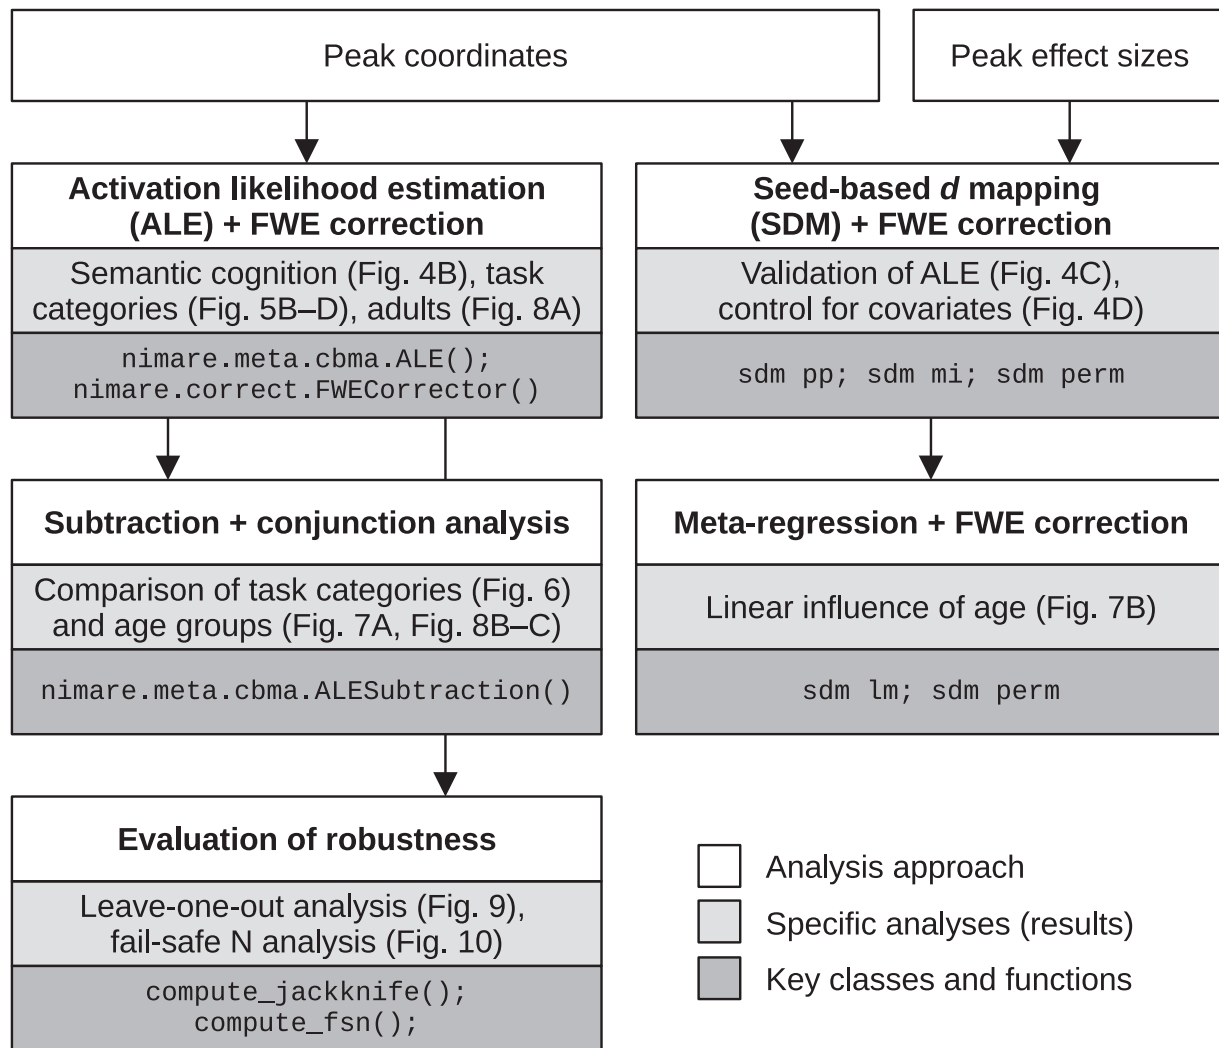 Peak coordinates
Peak effect sizes
Activation likelihood estimation
(ALE) + FWE correction
Semantic cognition (Fig. 4B), task
categories (Fig. 5B–D), adults (Fig. 8A)
nimare.meta.cbma.ALE();
nimare.correct.FWECorrector()
Seed-based d mapping
(SDM) + FWE correction
Validation of ALE (Fig. 4C),
control for covariates (Fig. 4D)
sdm pp; sdm mi; sdm perm
Subtraction + conjunction analysis
Comparison of task categories (Fig. 6)
and age groups (Fig. 7A, Fig. 8B–C)
nimare.meta.cbma.ALESubtraction()
Meta-regression + FWE correction
Linear influence of age (Fig. 7B)
sdm lm; sdm perm
Evaluation of robustness
Leave-one-out analysis (Fig. 9),
fail-safe N analysis (Fig. 10)
compute_jackknife();
compute_fsn();
Analysis approach
Specific analyses (results)
Key classes and functions